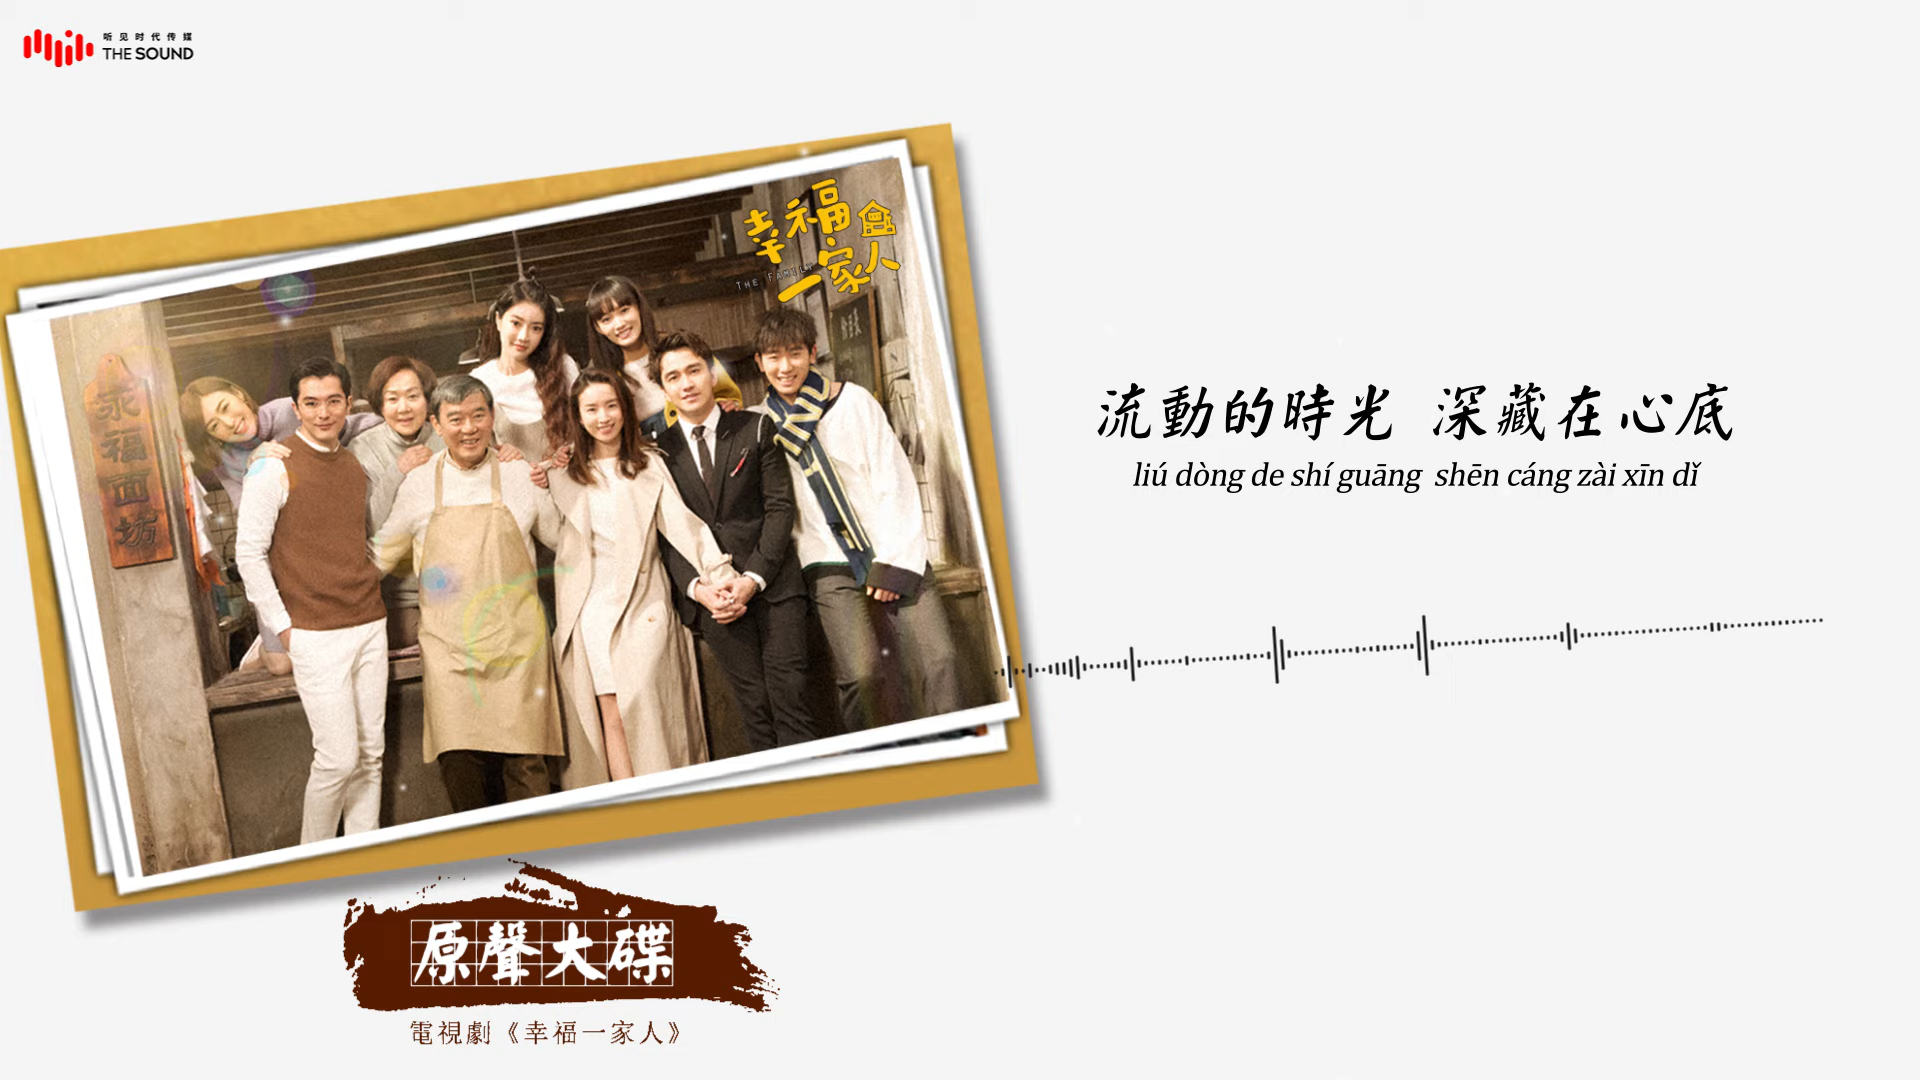 听见时代传媒
THE SOUND
幸福
一家人
THE FAMILY
泉福面坊
流動的時光 深藏在心底
liú dòng de shí guāng shēn cáng zài xīn dǐ
原聲大碟
電視劇《幸福一家人》